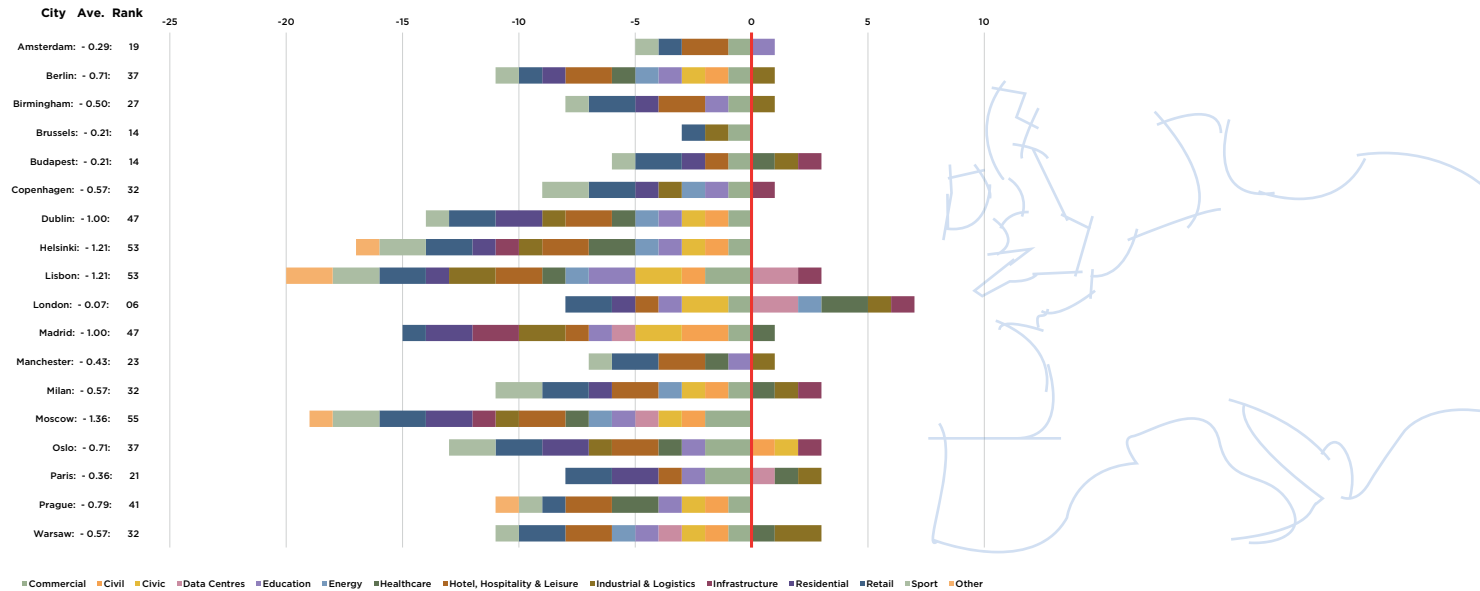 City Ave. Rank
-25 -20 -15 -10 -5 0 5 10
Amsterdam: - 0.29: 19
Berlin: - 0.71: 37
Birmingham: - 0.50: 27
Brussels: - 0.21: 14
Budapest: - 0.21: 14
Copenhagen: - 0.57: 32
Dublin: - 1.00: 47
Helsinki: - 1.21: 53
Lisbon: - 1.21: 53
London: - 0.07: 06
Madrid: - 1.00: 47
Manchester: - 0.43: 23
Milan: - 0.57: 32
Moscow: - 1.36: 55
Oslo: - 0.71: 37
Paris: - 0.36: 21
Prague: - 0.79: 41
Warsaw: - 0.57: 32
Commercial Civil Civic Data Centres Education Energy Healthcare Hotel, Hospitality & Leisure Industrial & Logistics Infrastructure Residential Retail Sport Other